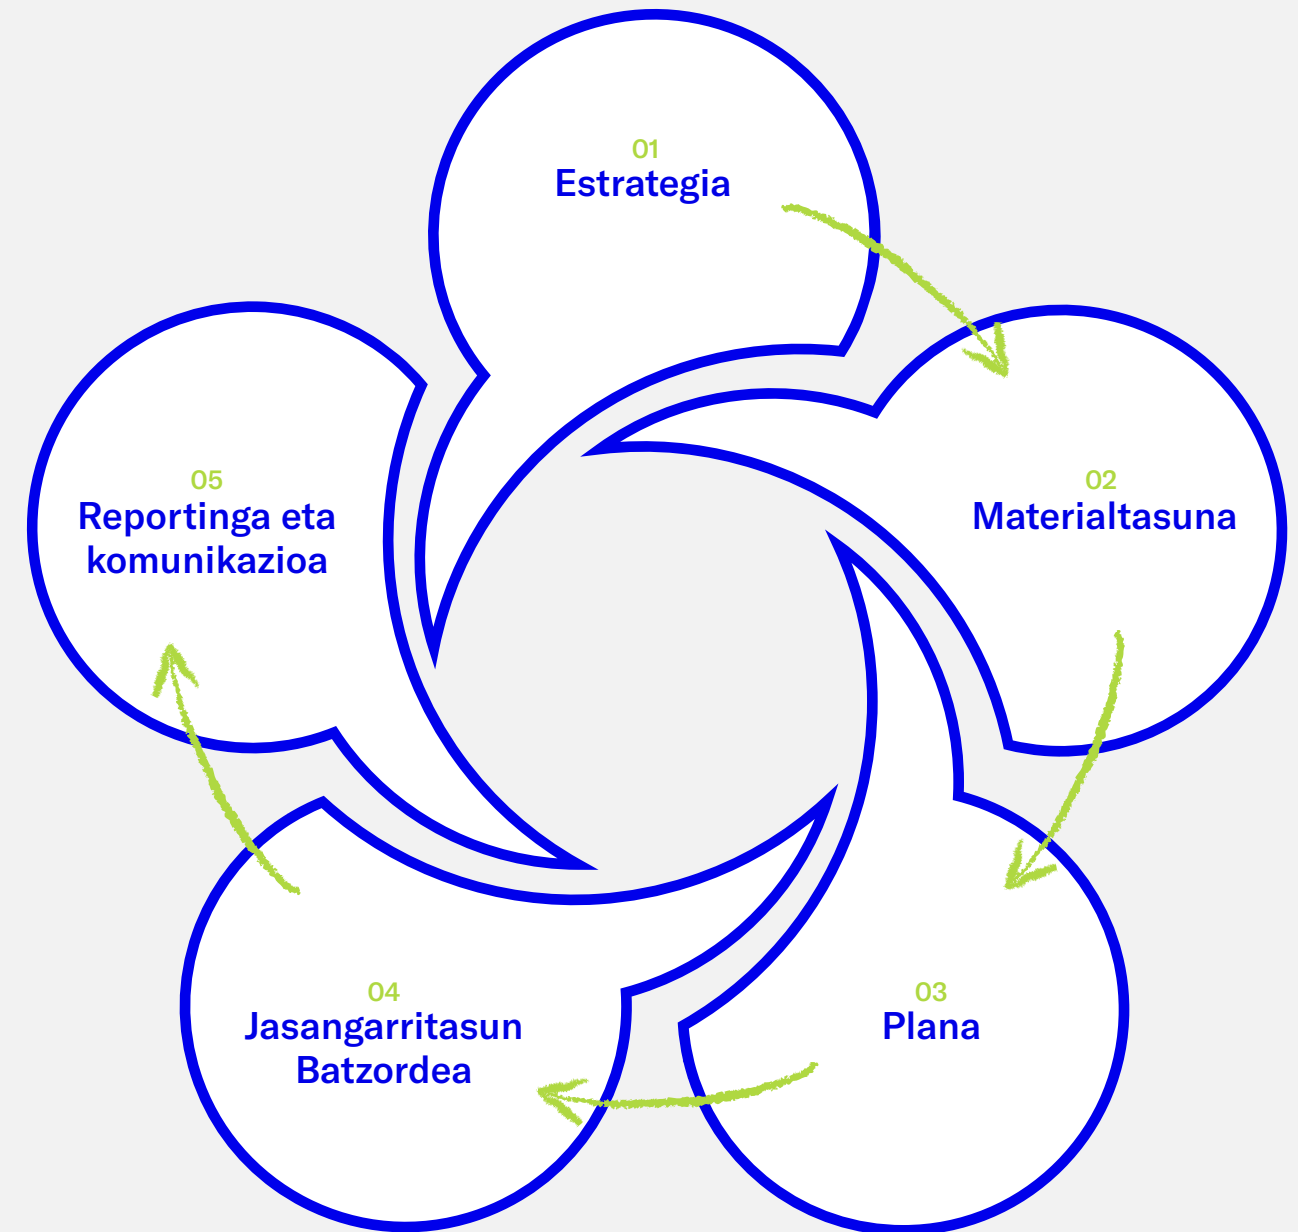 01
Estrategia
02
Materialtasuna
03
Plana
04
Jasangarritasun
Batzordea
05
Reportinga eta
komunikazioa